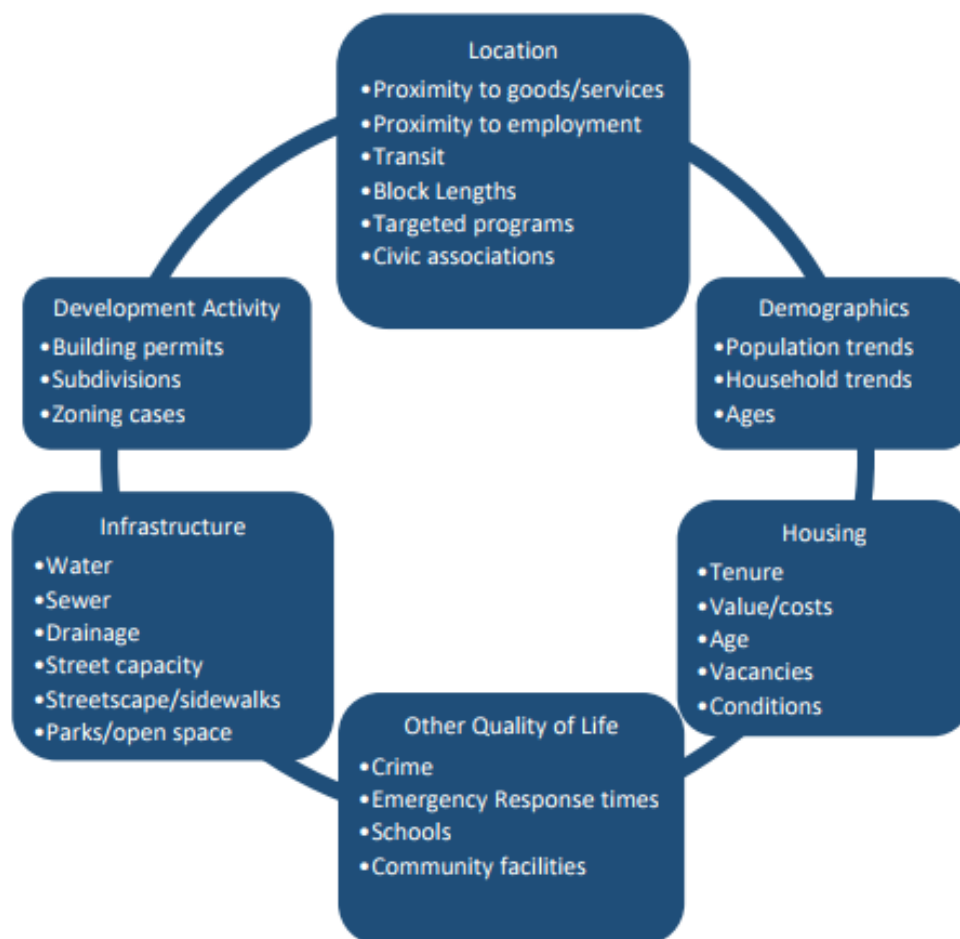 Location
•Proximity to goods/services
•Proximity to employment
•Transit
•Block Lengths
•Targeted programs
•Civic associations
Demographics
•Population trends
•Household trends
•Ages
Housing
•Tenure
•Value/costs
•Age
•Vacancies
•Conditions
Other Quality of Life
•Crime
•Emergency Response times
•Schools
•Community facilities
Infrastructure
•Water
•Sewer
•Drainage
•Street capacity
•Streetscape/sidewalks
•Parks/open space
Development Activity
•Building permits
•Subdivisions
•Zoning cases